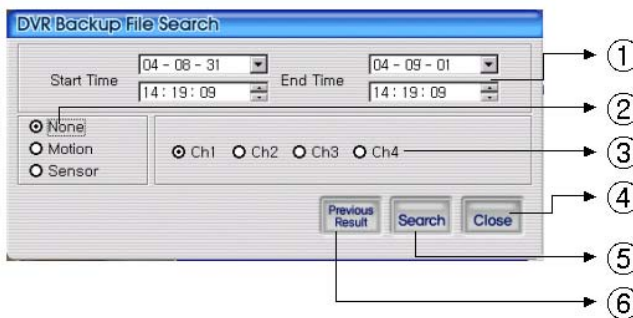 DVR Backup File Search
04 - 08 - 31
04 - 09 - 01
Start Time
End Time
14 : 19 : 09
14 : 19 : 09
①
None
②
Motion
Ch1 Ch2 Ch3 Ch4
③
Sensor
Previous Result
Search
Close
④
⑤
⑥